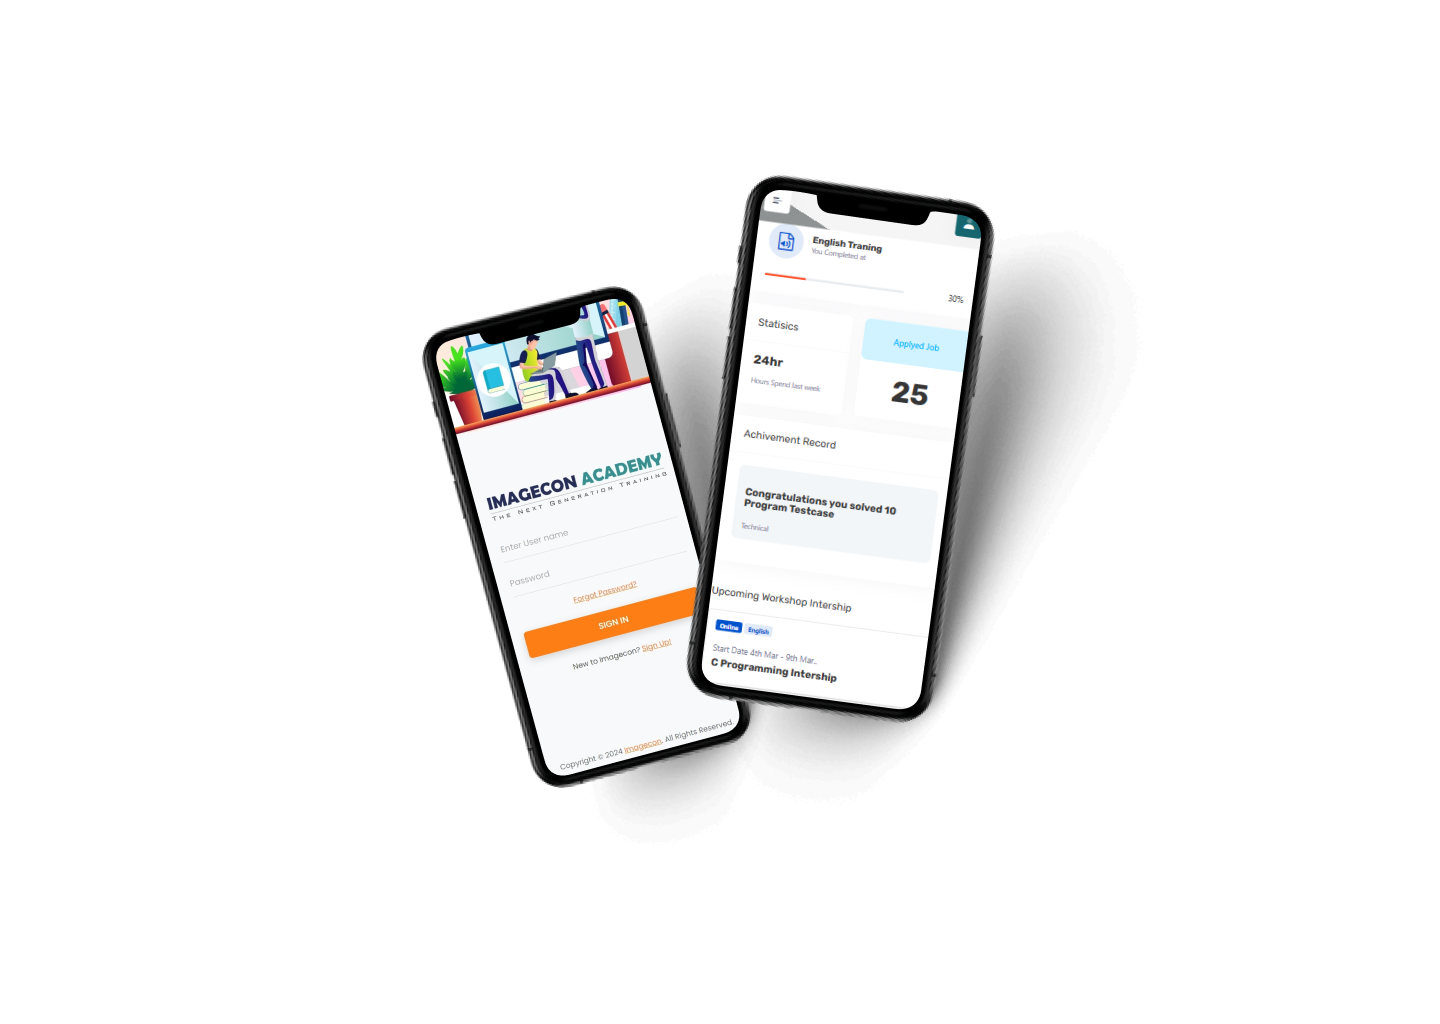 IMAGECON ACADEMY
The Next Generation Training
Enter User name
Password
Forgot Password?
SIGN IN
New to Imagecon? Sign Up!
Copyright © 2024 Imagecon. All Rights Reserved.
English Traning
You Completed at
30%
Statisics
24hr
Hours Spend last week
Applyed Job
25
Achivement Record
Congratulations you solved 10
Program Testcase
Technical
Upcoming Workshop Intership
Online English
Start Date 4th Mar - 9th Mar..
C Programming Intership